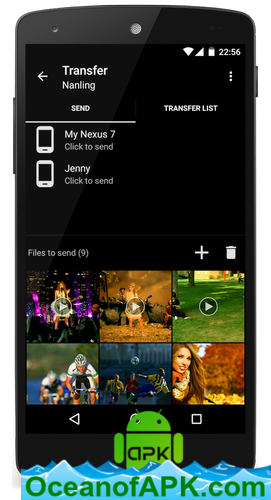 22:56
Transfer
Nanling
SEND TRANSFER LIST
My Nexus 7
Click to send
Jenny
Click to send
Files to send (9)
APK
OceanofAPK.com